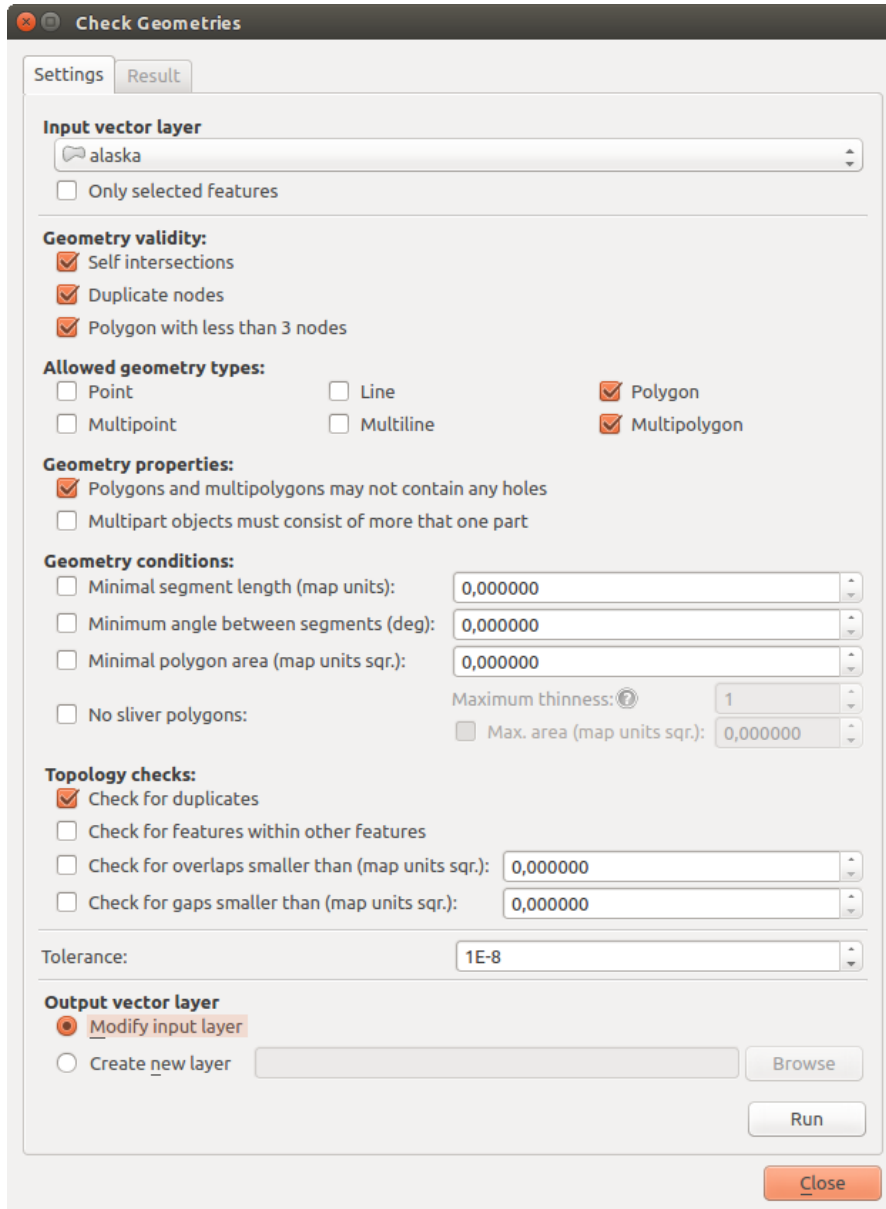 Check Geometries
Settings Result
Input vector layer
alaska
Only selected features
Geometry validity:
Self intersections
Duplicate nodes
Polygon with less than 3 nodes
Allowed geometry types:
Point Line Polygon
Multipoint Multiline Multipolygon
Geometry properties:
Polygons and multipolygons may not contain any holes
Multipart objects must consist of more that one part
Geometry conditions:
Minimal segment length (map units): 0,000000
Minimum angle between segments (deg): 0,000000
Minimal polygon area (map units sqr.): 0,000000
No sliver polygons: Maximum thinness: ? 1
Max. area (map units sqr.): 0,000000
Topology checks:
Check for duplicates
Check for features within other features
Check for overlaps smaller than (map units sqr.): 0,000000
Check for gaps smaller than (map units sqr.): 0,000000
Tolerance: 1E-8
Output vector layer
Modify input layer
Create new layer Browse
Run
Close